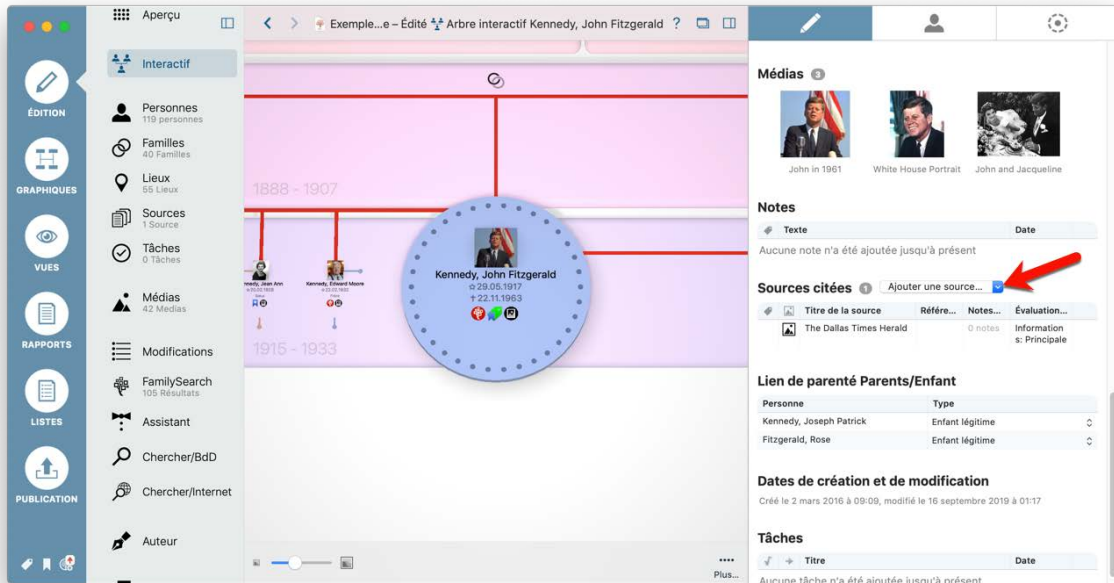 ÉDITION
GRAPHIQUES
VUES
RAPPORTS
LISTES
PUBLICATION
Aperçu
Interactif
Personnes
119 personnes
Familles
40 Familles
Lieux
55 Lieux
Sources
1 Source
Tâches
0 Tâches
Médias
42 Medias
Modifications
FamilySearch
105 Résultats
Assistant
Chercher/BdD
Chercher/Internet
Auteur
Exemple...e – Édité Arbre interactif Kennedy, John Fitzgerald ?
1888 - 1907
Kennedy, John Fitzgerald
29.05.1917
22.11.1963
Kennedy, Edward Moore
1915 - 1933
Plus...
Médias 3
John in 1961
White House Portrait
John and Jacqueline
Notes
Texte Date
Aucune note n'a été ajoutée jusqu'à présent
Sources citées 1 Ajouter une source...
Titre de la source Référe... Notes... Évaluation...
The Dallas Times Herald 0 notes Information
s: Principale
Lien de parenté Parents/Enfant
Personne Type
Kennedy, Joseph Patrick Enfant légitime
Fitzgerald, Rose Enfant légitime
Dates de création et de modification
Créé le 2 mars 2016 à 09:09, modifié le 16 septembre 2019 à 01:17
Tâches
Titre Date
Aucune tâche n'a été ajoutée jusqu'à présent